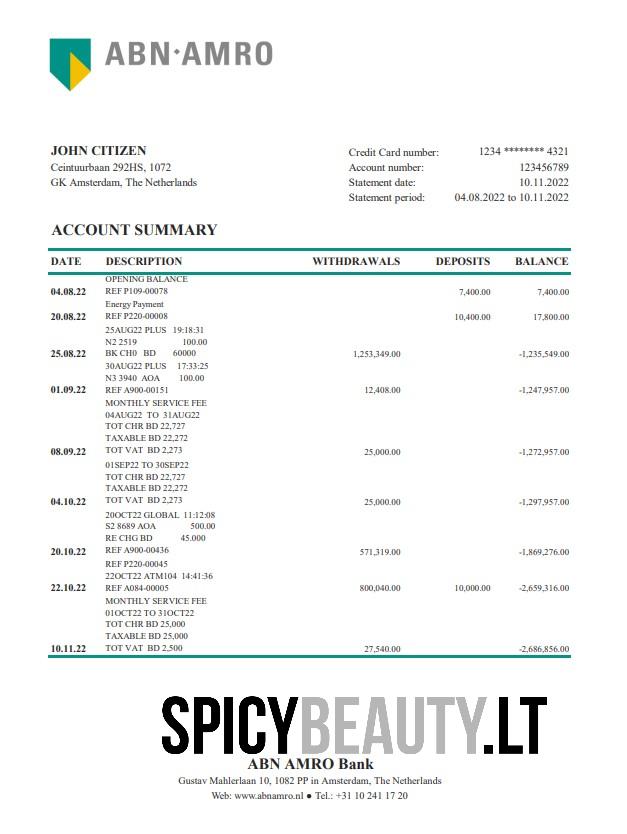 ABN·AMRO
JOHN CITIZEN
Ceintuurbaan 292HS, 1072
GK Amsterdam, The Netherlands
Credit Card number: 1234 ******** 4321
Account number: 123456789
Statement date: 10.11.2022
Statement period: 04.08.2022 to 10.11.2022
ACCOUNT SUMMARY
DATE DESCRIPTION WITHDRAWALS DEPOSITS BALANCE
OPENING BALANCE
04.08.22 REF P109-00078 7,400.00 7,400.00
Energy Payment
20.08.22 REF P220-00008 10,400.00 17,800.00
25AUG22 PLUS 19:18:31
N2 2519 100.00
25.08.22 BK CH0 BD 60000 1,253,349.00 -1,235,549.00
30AUG22 PLUS 17:33:25
N3 3940 AOA 100.00
01.09.22 REF A900-00151 12,408.00 -1,247,957.00
MONTHLY SERVICE FEE
04AUG22 TO 31AUG22
TOT CHR BD 22,727
TAXABLE BD 22,272
08.09.22 TOT VAT BD 2,273 25,000.00 -1,272,957.00
01SEP22 TO 30SEP22
TOT CHR BD 22,727
TAXABLE BD 22,272
04.10.22 TOT VAT BD 2,273 25,000.00 -1,297,957.00
20OCT22 GLOBAL 11:12:08
S2 8689 AOA 500.00
RE CHG BD 45.000
20.10.22 REF A900-00436 571,319.00 -1,869,276.00
REF P220-00045
22OCT22 ATM104 14:41:36
22.10.22 REF A084-00005 800,040.00 10,000.00 -2,659,316.00
MONTHLY SERVICE FEE
01OCT22 TO 31OCT22
TOT CHR BD 25,000
TAXABLE BD 25,000
10.11.22 TOT VAT BD 2,500 27,540.00 -2,686,856.00
SPICYBEAUTY.LT
ABN AMRO Bank
Gustav Mahlerlaan 10, 1082 PP in Amsterdam, The Netherlands
Web: www.abnamro.nl ● Tel.: +31 10 241 17 20